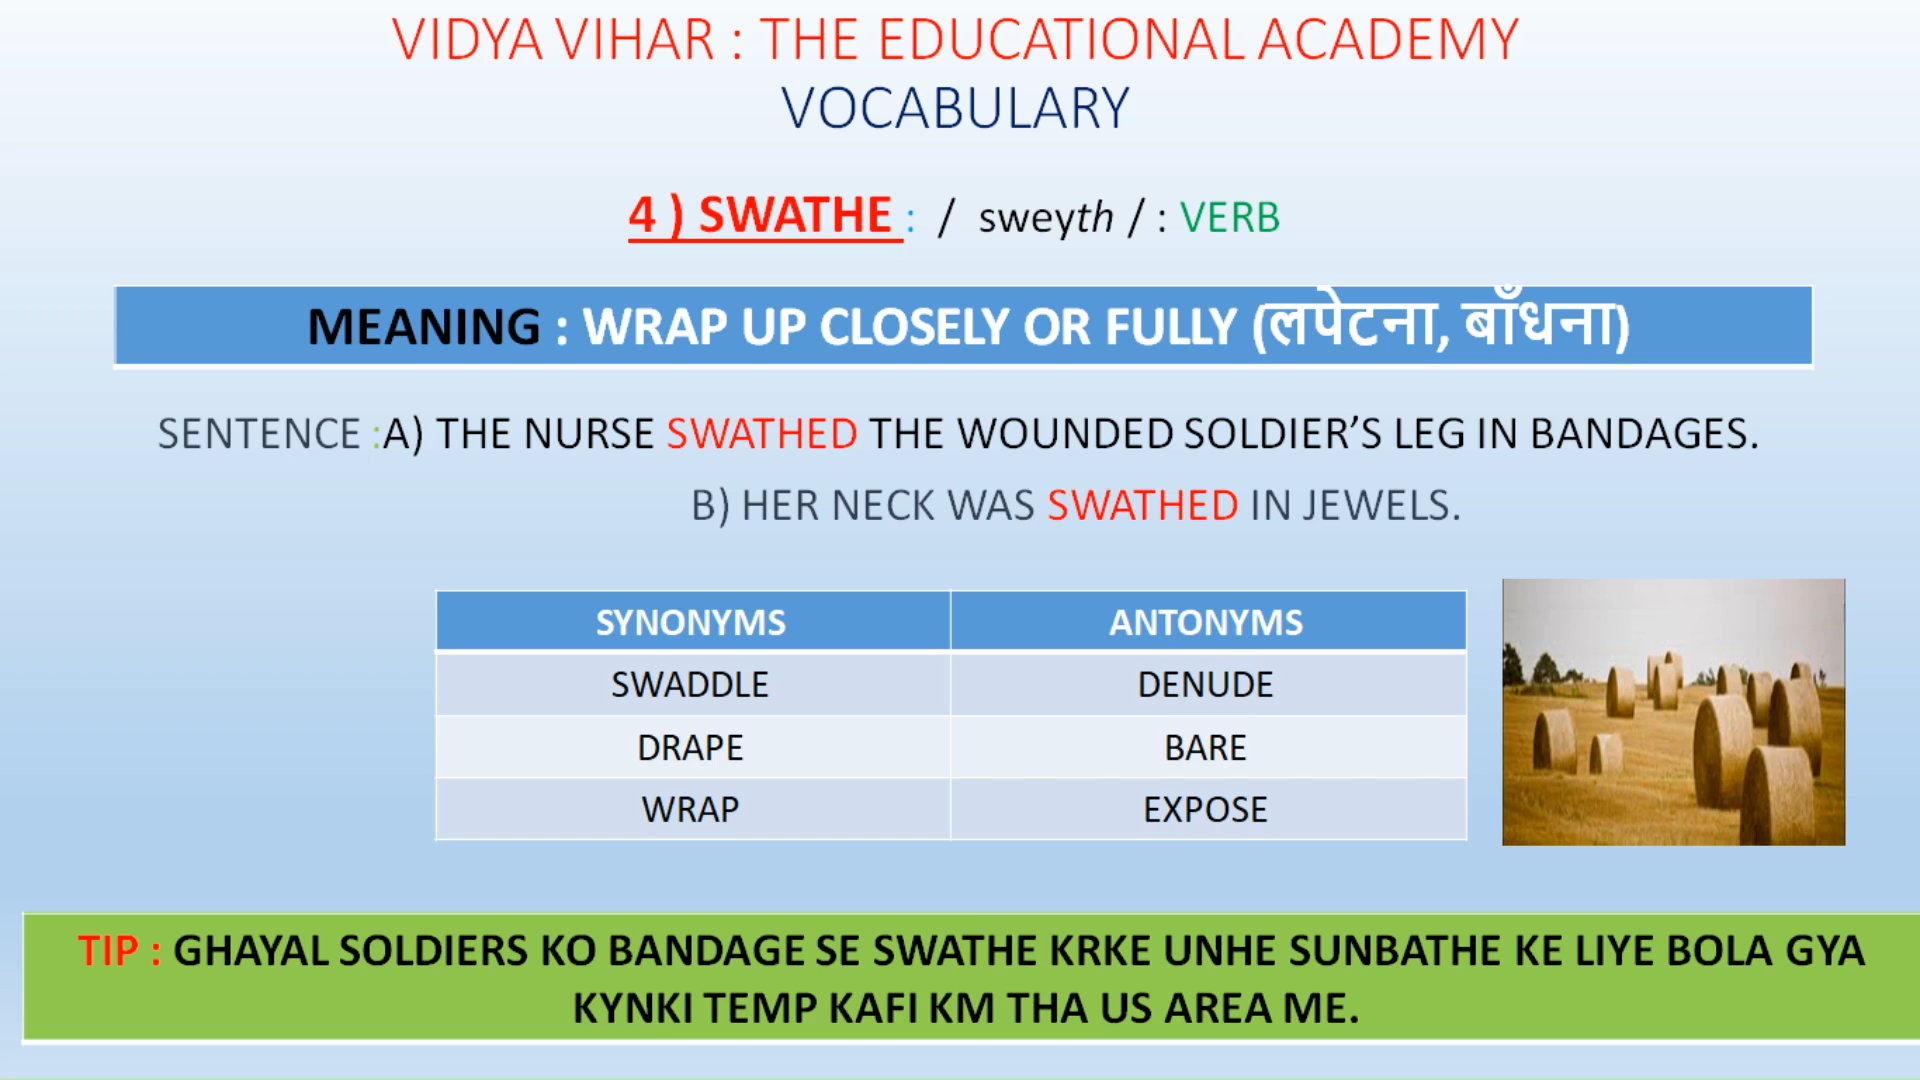 VIDYA VIHAR : THE EDUCATIONAL ACADEMY
VOCABULARY
4 ) SWATHE : / sweyth / : VERB
MEANING : WRAP UP CLOSELY OR FULLY (लपेटना, बाँधना)
SENTENCE :A) THE NURSE SWATHED THE WOUNDED SOLDIER’S LEG IN BANDAGES.
B) HER NECK WAS SWATHED IN JEWELS.
SYNONYMS ANTONYMS
SWADDLE DENUDE
DRAPE BARE
WRAP EXPOSE
TIP : GHAYAL SOLDIERS KO BANDAGE SE SWATHE KRKE UNHE SUNBATHE KE LIYE BOLA GYA
KYNKI TEMP KAFI KM THA US AREA ME.